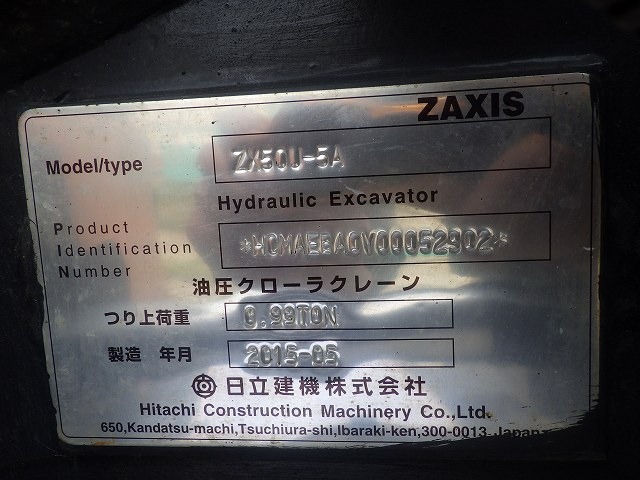 ZAXIS
Model/type ZX50U-5A
Hydraulic Excavator
Product
Identification *HCMAEEA0V00052902*
Number
油圧クローラクレーン
つり上荷重 0.99TON
製造 年月 2015-05
日立建機株式会社
Hitachi Construction Machinery Co.,Ltd.
650,Kandatsu-machi,Tsuchiura-shi,Ibaraki-ken,300-0013 Japan